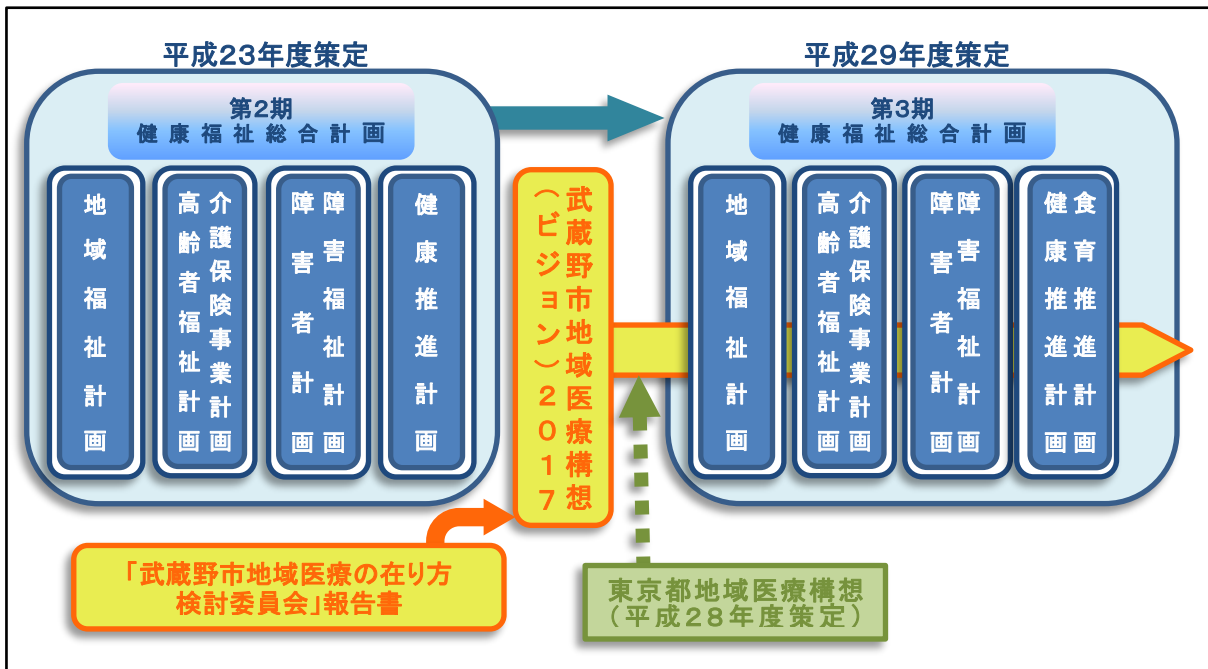 平成23年度策定
第2期
健康福祉総合計画
地域福祉計画
介護保険事業計画
高齢者福祉計画
障害福祉計画
障害者計画
健康推進計画
武蔵野市地域医療構想
（ビジョン）２０１７
「武蔵野市地域医療の在り方
検討委員会」報告書
平成29年度策定
第3期
健康福祉総合計画
地域福祉計画
介護保険事業計画
高齢者福祉計画
障害福祉計画
障害者計画
食育推進計画
健康推進計画
東京都地域医療構想
（平成２８年度策定）